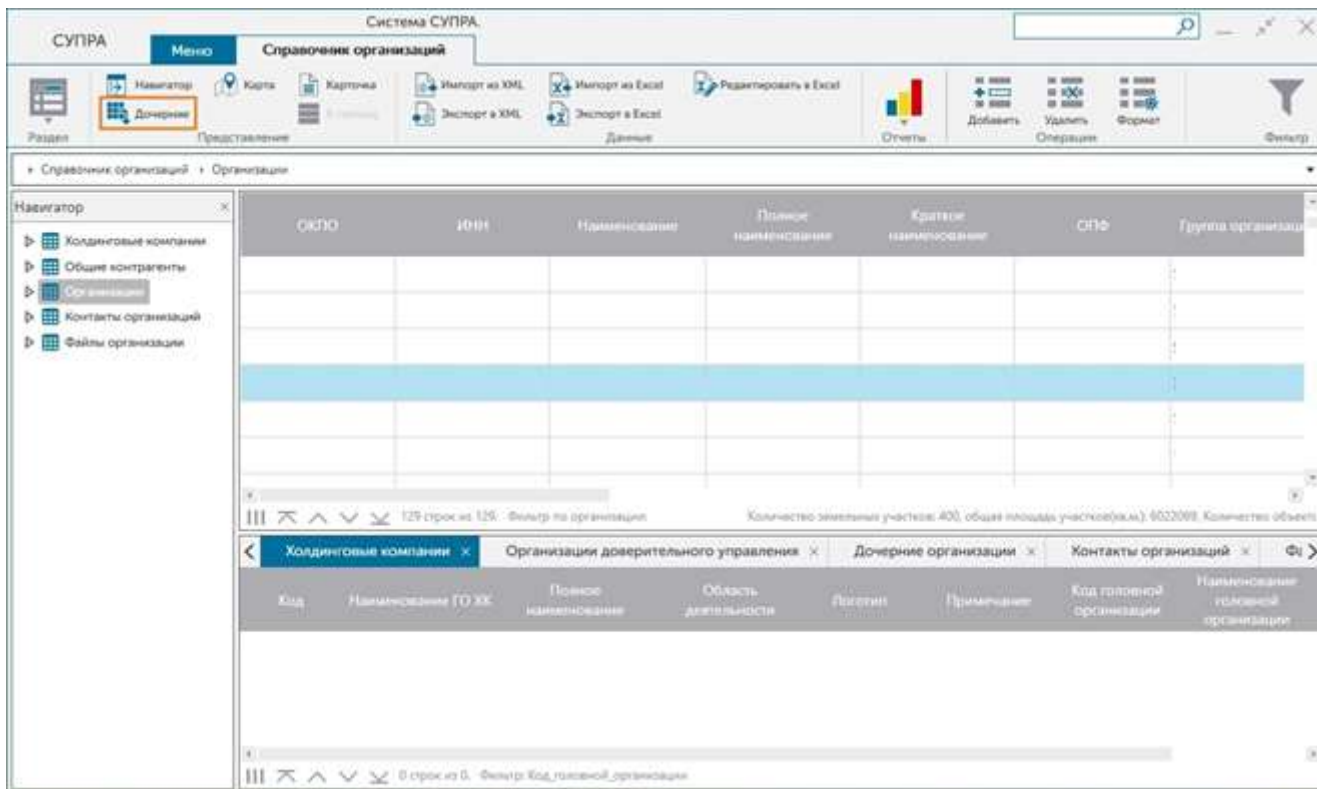 Система СУПРА
СУПРА
Меню
Справочник организаций
Навигатор
Карта
Карточка
Импорт из XML
Импорт из Excel
Редактировать в Excel
Дочерние
Экспорт в XML
Экспорт в Excel
Добавить
Удалить
Формат
Раздел
Представление
Данные
Отчеты
Операции
Фильтр
Справочник организаций
Организации
Навигатор
Холдинговые компании
Общие контрагенты
Организации
Контакты организаций
Файлы организации
ОКПО
ИНН
Наименование
Полное наименование
Краткое наименование
ОПФ
Группа организаци
129 строк из 129. Фильтр по организации
Количество земельных участков: 400, общая площадь участков(кв.м.): 6022089, Количество объект
Холдинговые компании
Организации доверительного управления
Дочерние организации
Контакты организаций
Код
Наименование ГО ХК
Полное наименование
Область деятельности
Логотип
Примечание
Код головной организации
Наименование головной организации
0 строк из 0. Фильтр: Код_головной_организации